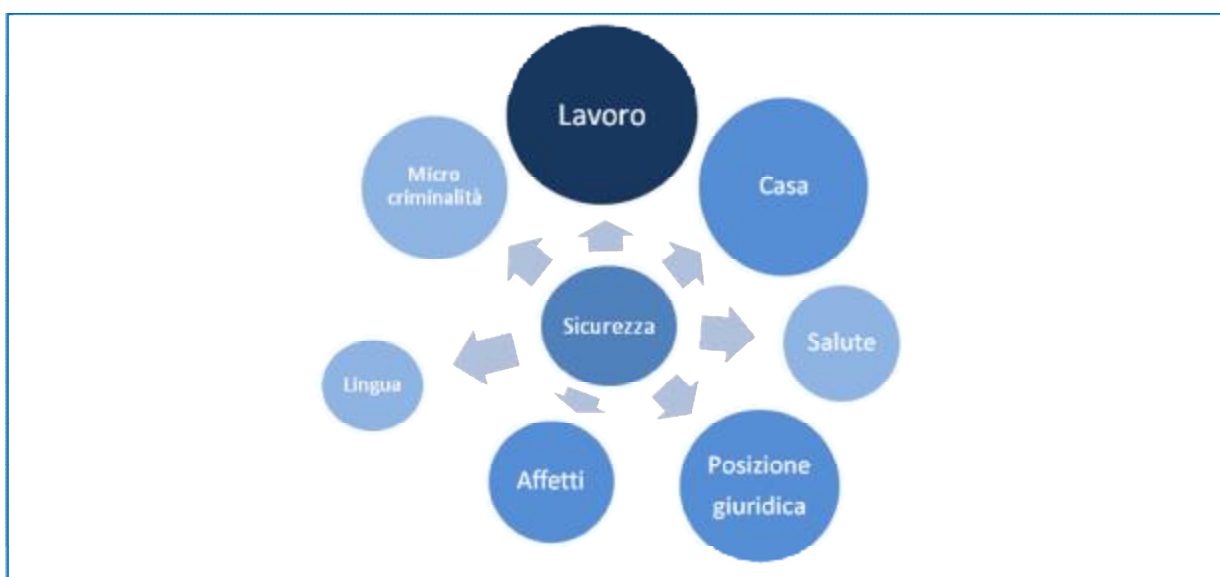 Lavoro
Micro
criminalità
Casa
Sicurezza
Salute
Lingua
Affetti
Posizione
giuridica